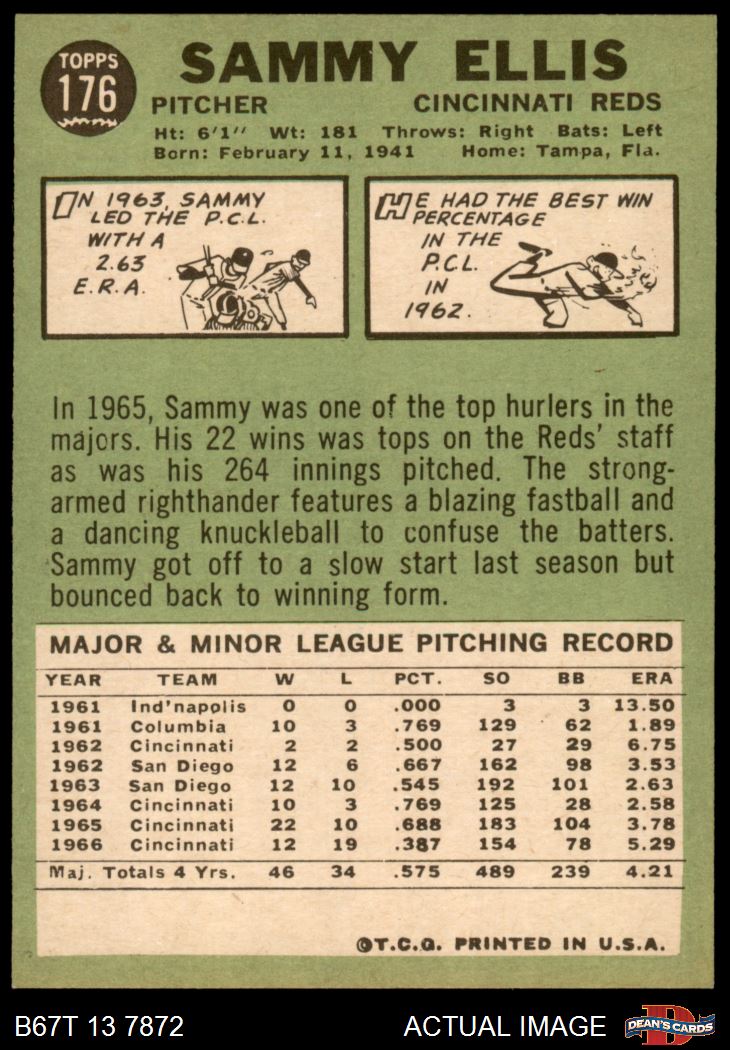 TOPPS
176
SAMMY ELLIS
PITCHER CINCINNATI REDS
Ht: 6'1" Wt: 181 Throws: Right Bats: Left
Born: February 11, 1941 Home: Tampa, Fla.
IN 1963, SAMMY
LED THE P.C.L.
WITH A
2.63
E.R.A.
HE HAD THE BEST WIN
PERCENTAGE
IN THE
P.C.L.
IN
1962.
In 1965, Sammy was one of the top hurlers in the
majors. His 22 wins was tops on the Reds' staff
as was his 264 innings pitched. The strong-
armed righthander features a blazing fastball and
a dancing knuckleball to confuse the batters.
Sammy got off to a slow start last season but
bounced back to winning form.
MAJOR & MINOR LEAGUE PITCHING RECORD
YEAR TEAM W L PCT. SO BB ERA
1961 Ind'napolis 0 0 .000 3 3 13.50
1961 Columbia 10 3 .769 129 62 1.89
1962 Cincinnati 2 2 .500 27 29 6.75
1962 San Diego 12 6 .667 162 98 3.53
1963 San Diego 12 10 .545 192 101 2.63
1964 Cincinnati 10 3 .769 125 28 2.58
1965 Cincinnati 22 10 .688 183 104 3.78
1966 Cincinnati 12 19 .387 154 78 5.29
Maj. Totals 4 Yrs. 46 34 .575 489 239 4.21
©T.C.G. PRINTED IN U.S.A.
B67T 13 7872 ACTUAL IMAGE
D
DEAN'S CARDS